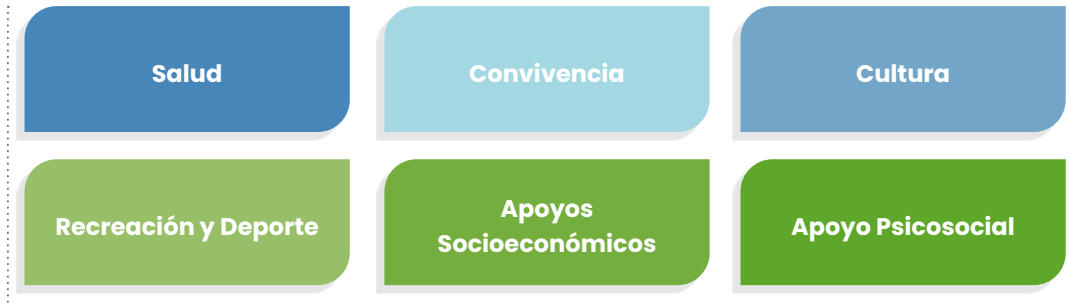 Salud
Convivencia
Cultura
Recreación y Deporte
Apoyos
Socioeconómicos
Apoyo Psicosocial